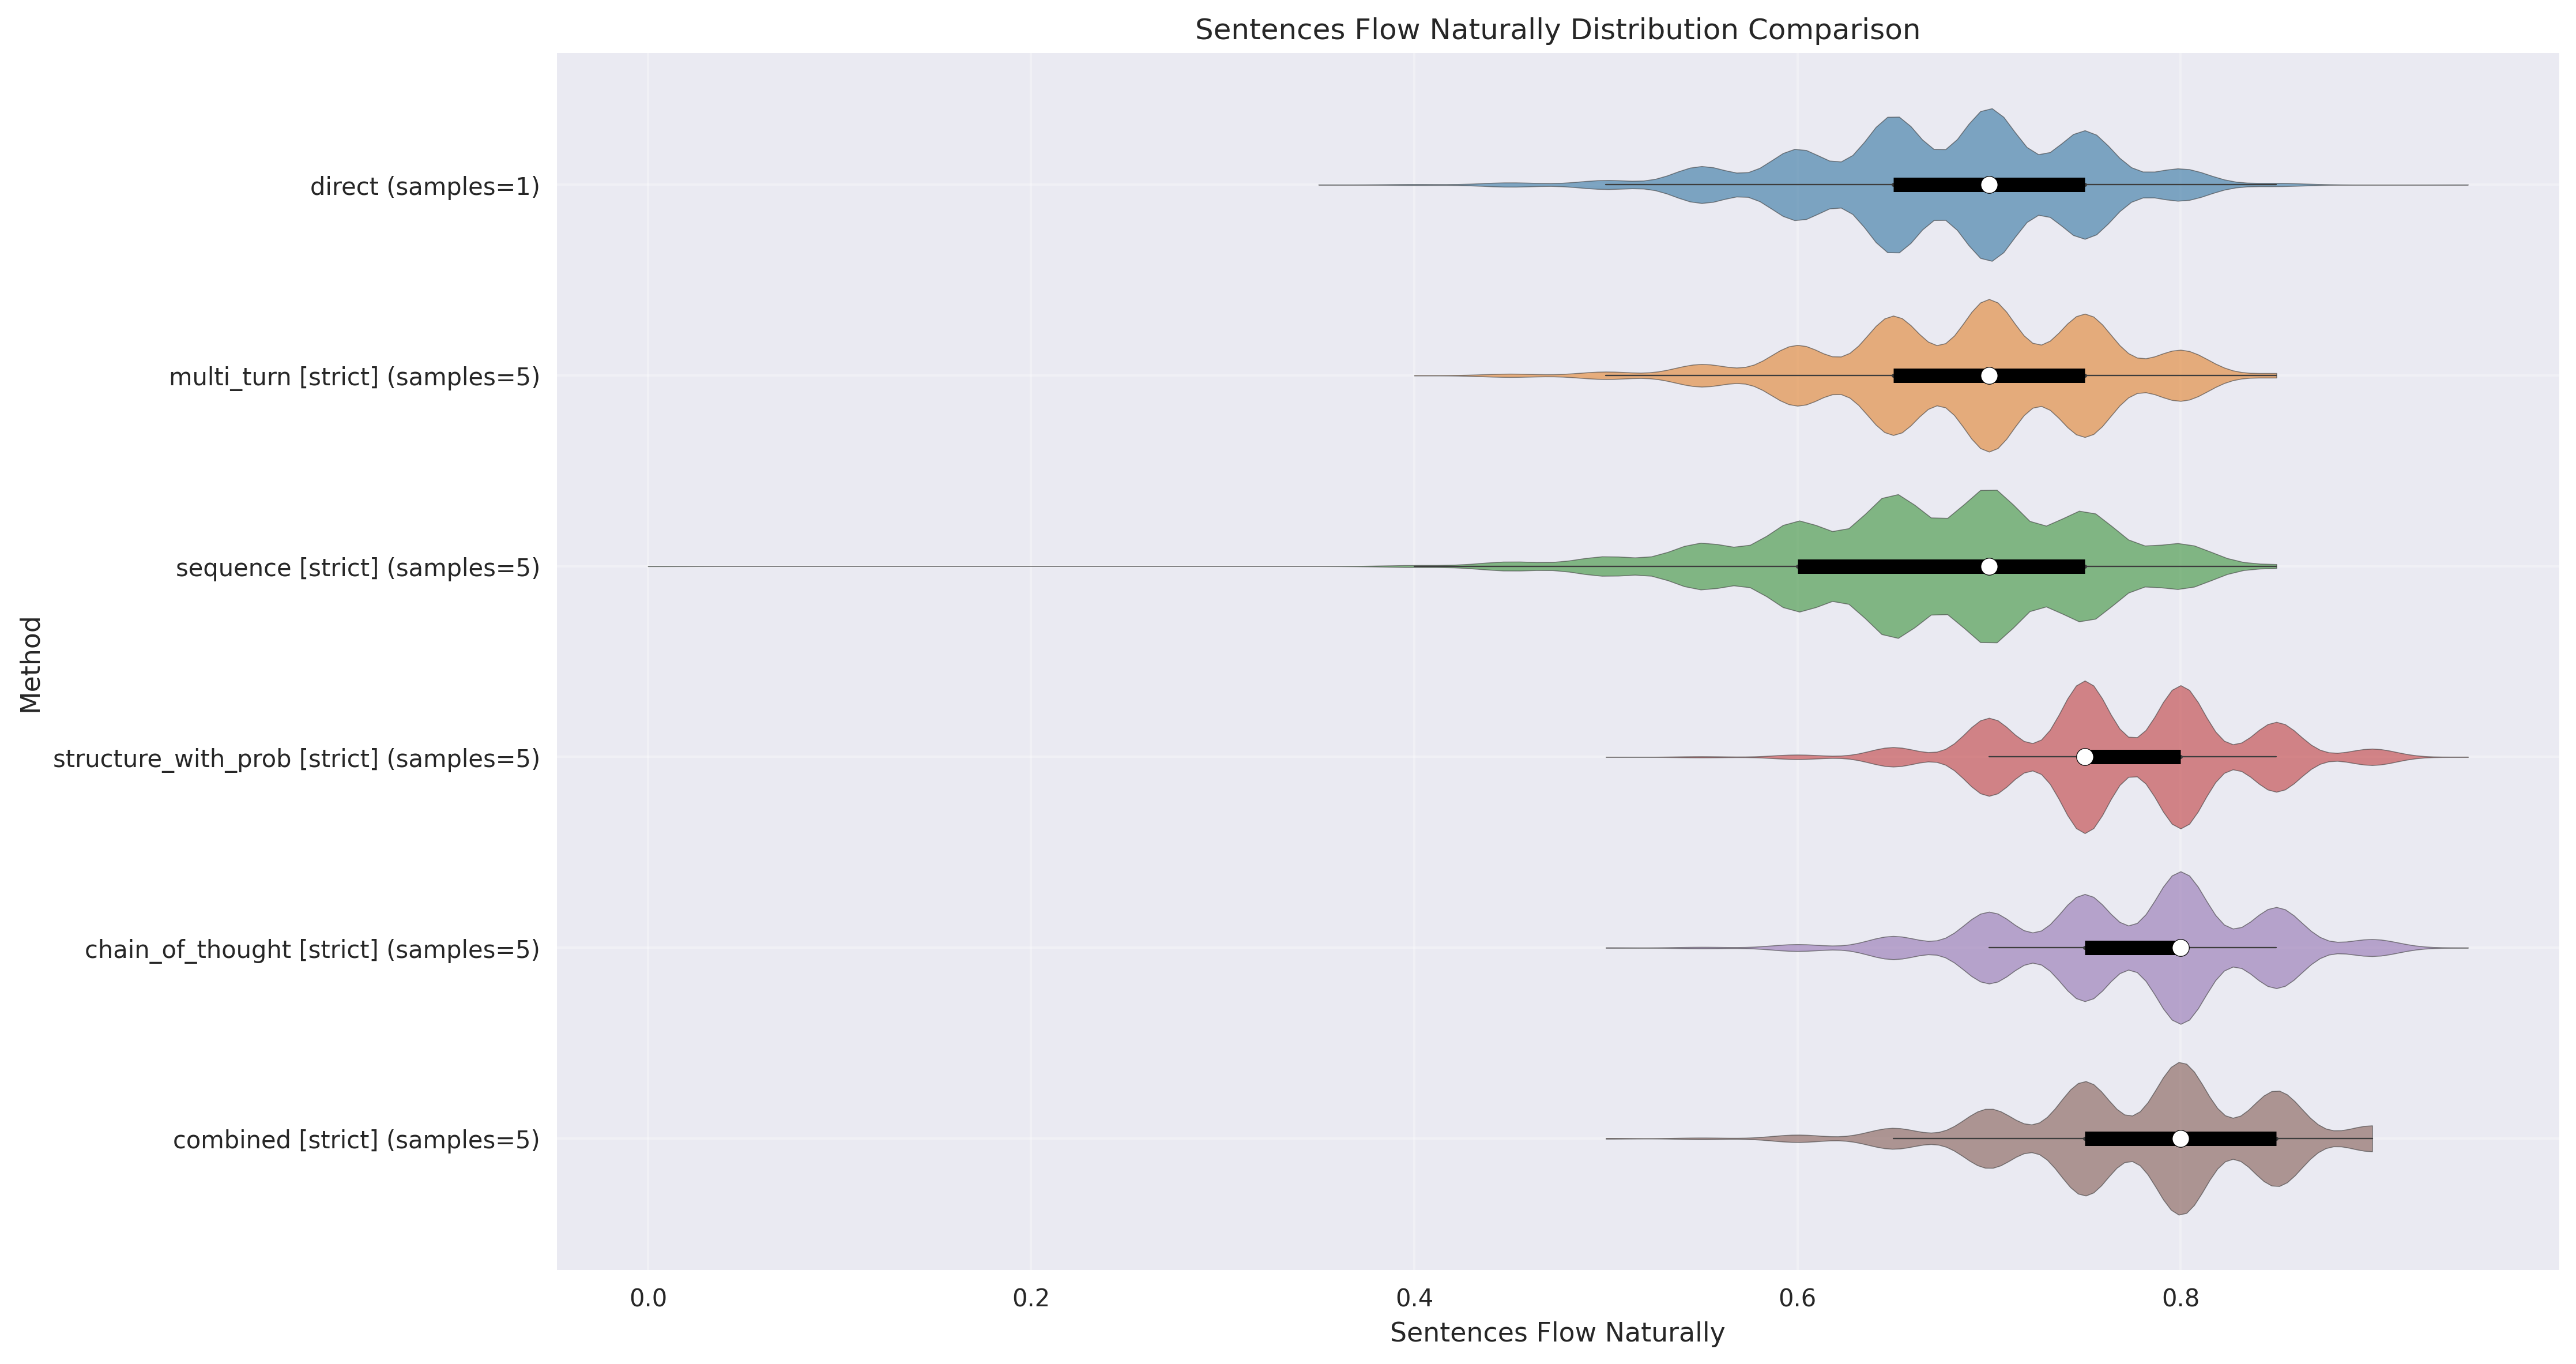 Sentences Flow Naturally Distribution Comparison
direct (samples=1)
multi_turn [strict] (samples=5)
sequence [strict] (samples=5)
structure_with_prob [strict] (samples=5)
chain_of_thought [strict] (samples=5)
combined [strict] (samples=5)
Method
0.0 0.2 0.4 0.6 0.8
Sentences Flow Naturally